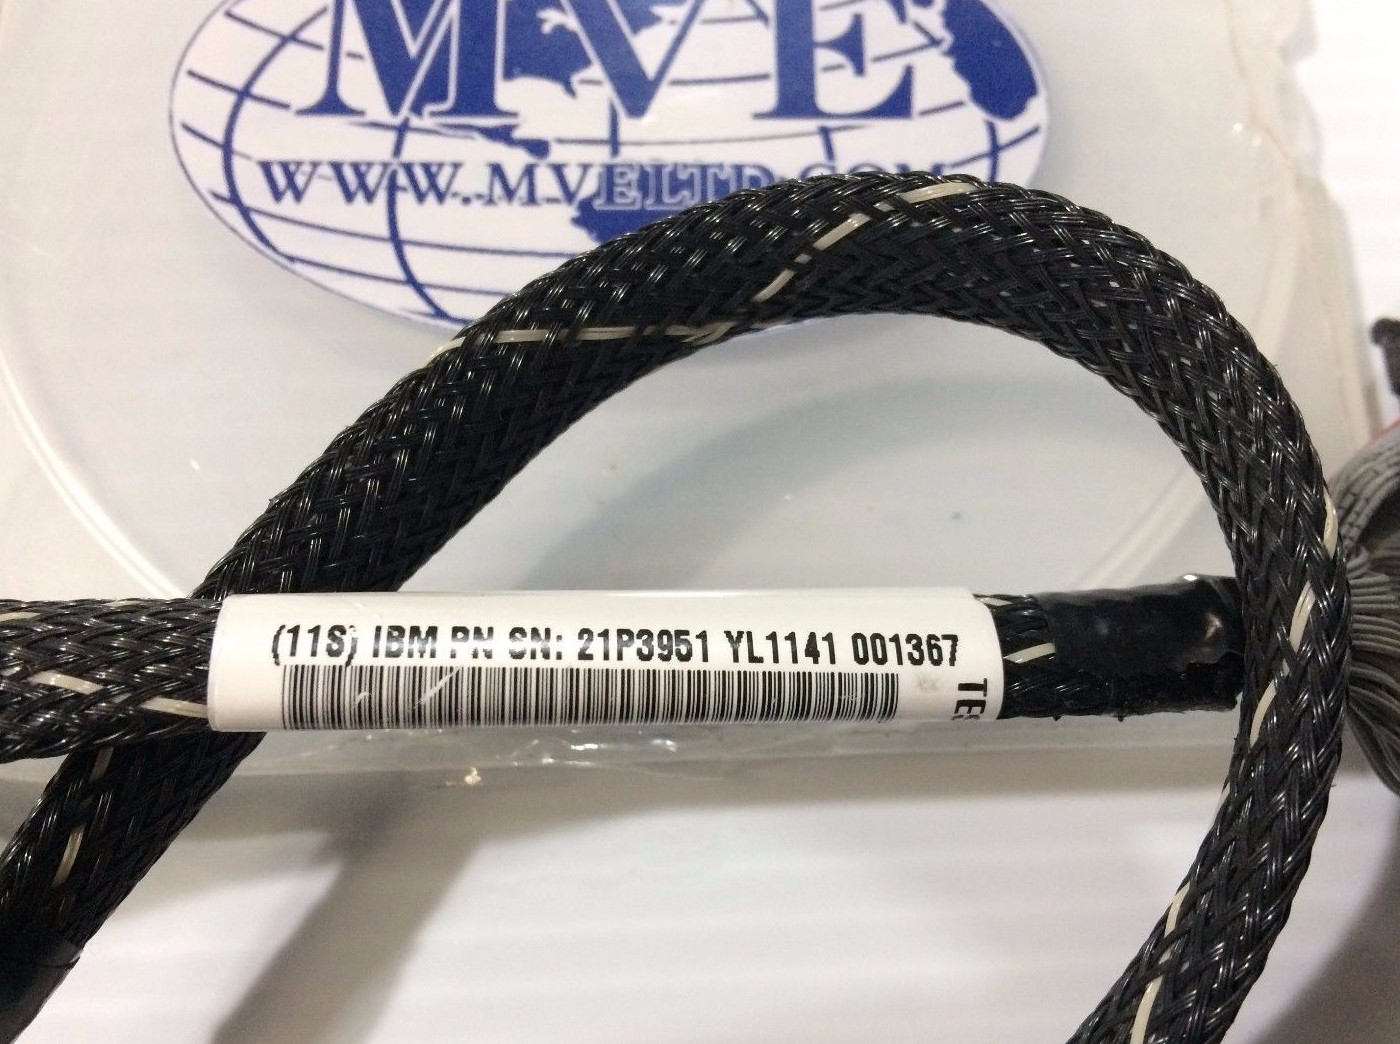 MVE
WWW.MVELTD.COM
(11S) IBM PN SN: 21P3951 YL1141 001367